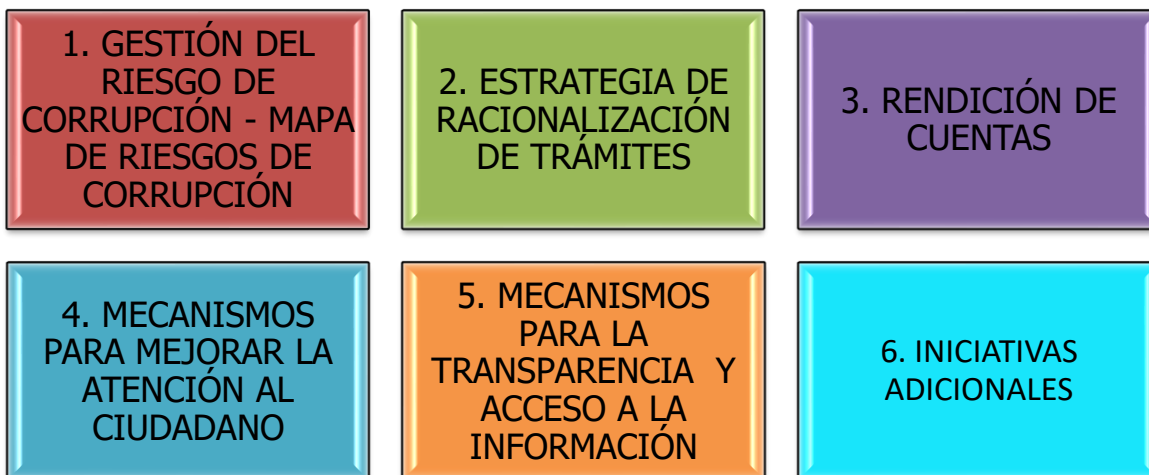 1. GESTIÓN DEL
RIESGO DE
CORRUPCIÓN - MAPA
DE RIESGOS DE
CORRUPCIÓN
2. ESTRATEGIA DE
RACIONALIZACIÓN
DE TRÁMITES
3. RENDICIÓN DE
CUENTAS
4. MECANISMOS
PARA MEJORAR LA
ATENCIÓN AL
CIUDADANO
5. MECANISMOS
PARA LA
TRANSPARENCIA Y
ACCESO A LA
INFORMACIÓN
6. INICIATIVAS
ADICIONALES